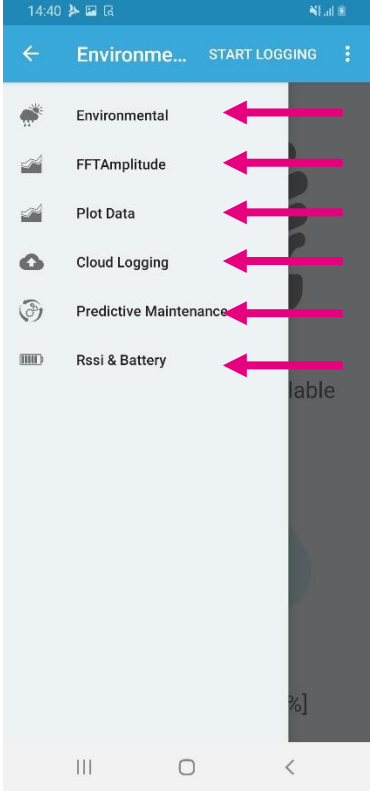 14:40
Environme... START LOGGING
Environmental
FFTAmplitude
Plot Data
Cloud Logging
Predictive Maintenance
Rssi & Battery
lable
%]